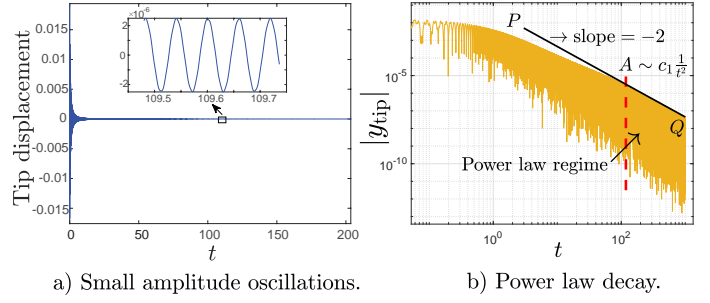 ×10⁻⁶
2
0
-2
109.5
109.6
109.7
0.015
0.01
0.005
0
-0.005
-0.01
-0.015
Tip displacement
0
50
100
150
200
t
a) Small amplitude oscillations.
P
→ slope = −2
A ∼ c₁ 1/t²
Q
Power law regime
10⁻⁵
10⁻¹⁰
|y_tip|
10⁰
10²
t
b) Power law decay.